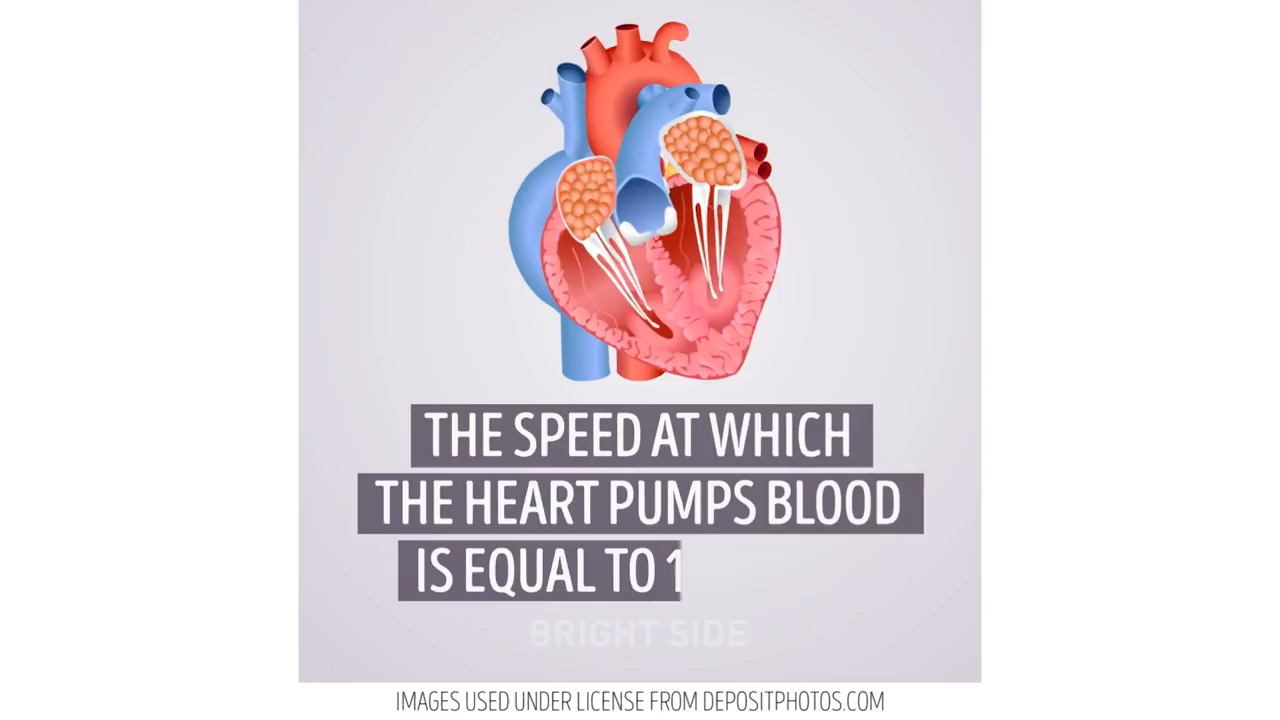 THE SPEED AT WHICH
THE HEART PUMPS BLOOD
IS EQUAL TO 1
BRIGHT SIDE
IMAGES USED UNDER LICENSE FROM DEPOSITPHOTOS.COM